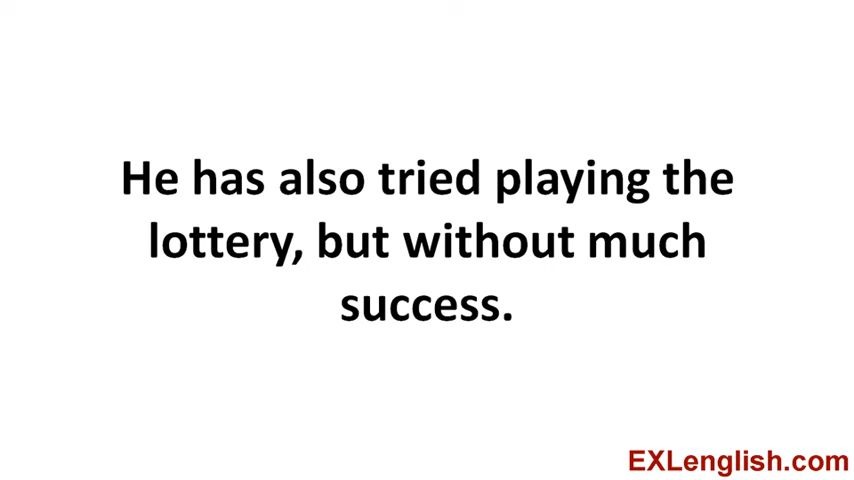 He has also tried playing the
lottery, but without much
success.
EXLenglish.com